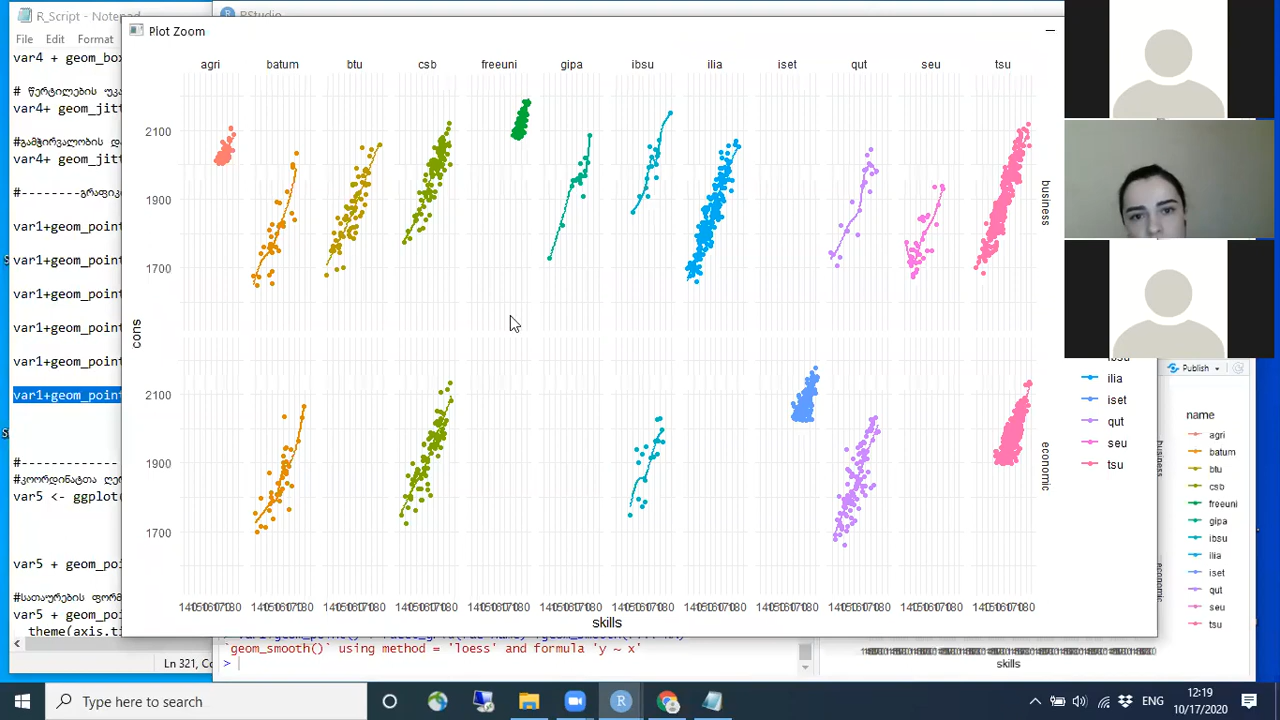 R_Script - Notepad
RStudio
File Edit Format
Plot Zoom
var4 + geom_bo
# წერტილების უკა
var4+ geom_jitt
#გამჭირვალობის და
var4+ geom_jitt
#--------გრაფიკ
var1+geom_point
var1+geom_point
var1+geom_point
var1+geom_point
var1+geom_point
var1+geom_point
#--------------
#კოორდინატთა ღე
var5 <- ggplot(
var5 + geom_poi
#სათაურების ფორმ
var5 + geom_poi
theme(axis.ti
Ln 321, Co
agri batum btu csb freeuni gipa ibsu ilia iset qut seu tsu
2100
1900
1700
business
cons
2100
1900
1700
economic
skills
ibsu
ilia
iset
qut
seu
tsu
Publish
name
agri
batum
btu
csb
freeuni
gipa
ibsu
ilia
iset
qut
seu
tsu
business
economic
skills
`geom_smooth()` using method = 'loess' and formula 'y ~ x'
>
Type here to search
ENG
12:19
10/17/2020